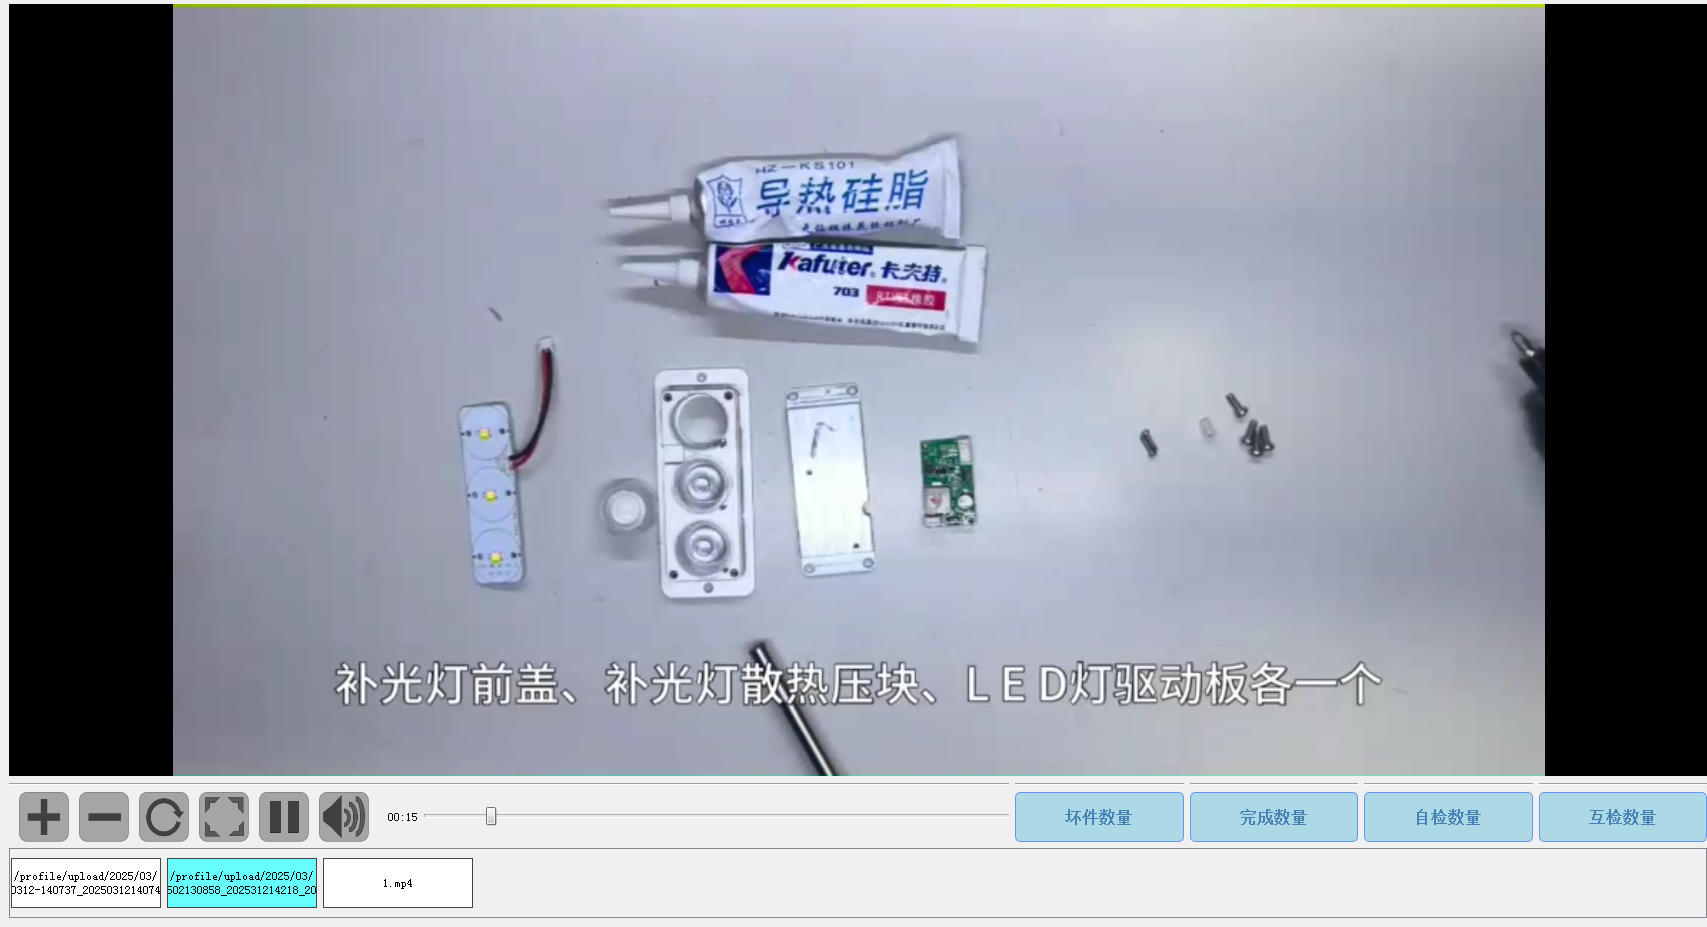 HZ-KS101
导热硅脂
Kafuter 卡夫特
703
补光灯前盖、补光灯散热压块、LED灯驱动板各一个
00:15
坏件数量
完成数量
自检数量
互检数量
/profile/upload/2025/03/
0312-140737_2025031214074
/profile/upload/2025/03/
502130858_202531214218_20
1.mp4